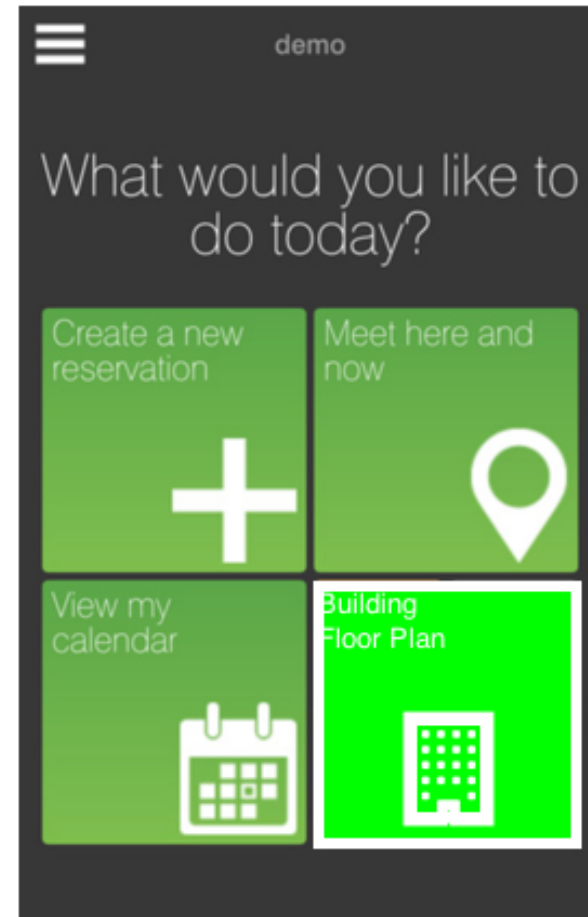 demo
What would you like to
do today?
Create a new
reservation
Meet here and
now
View my
calendar
Building
Floor Plan